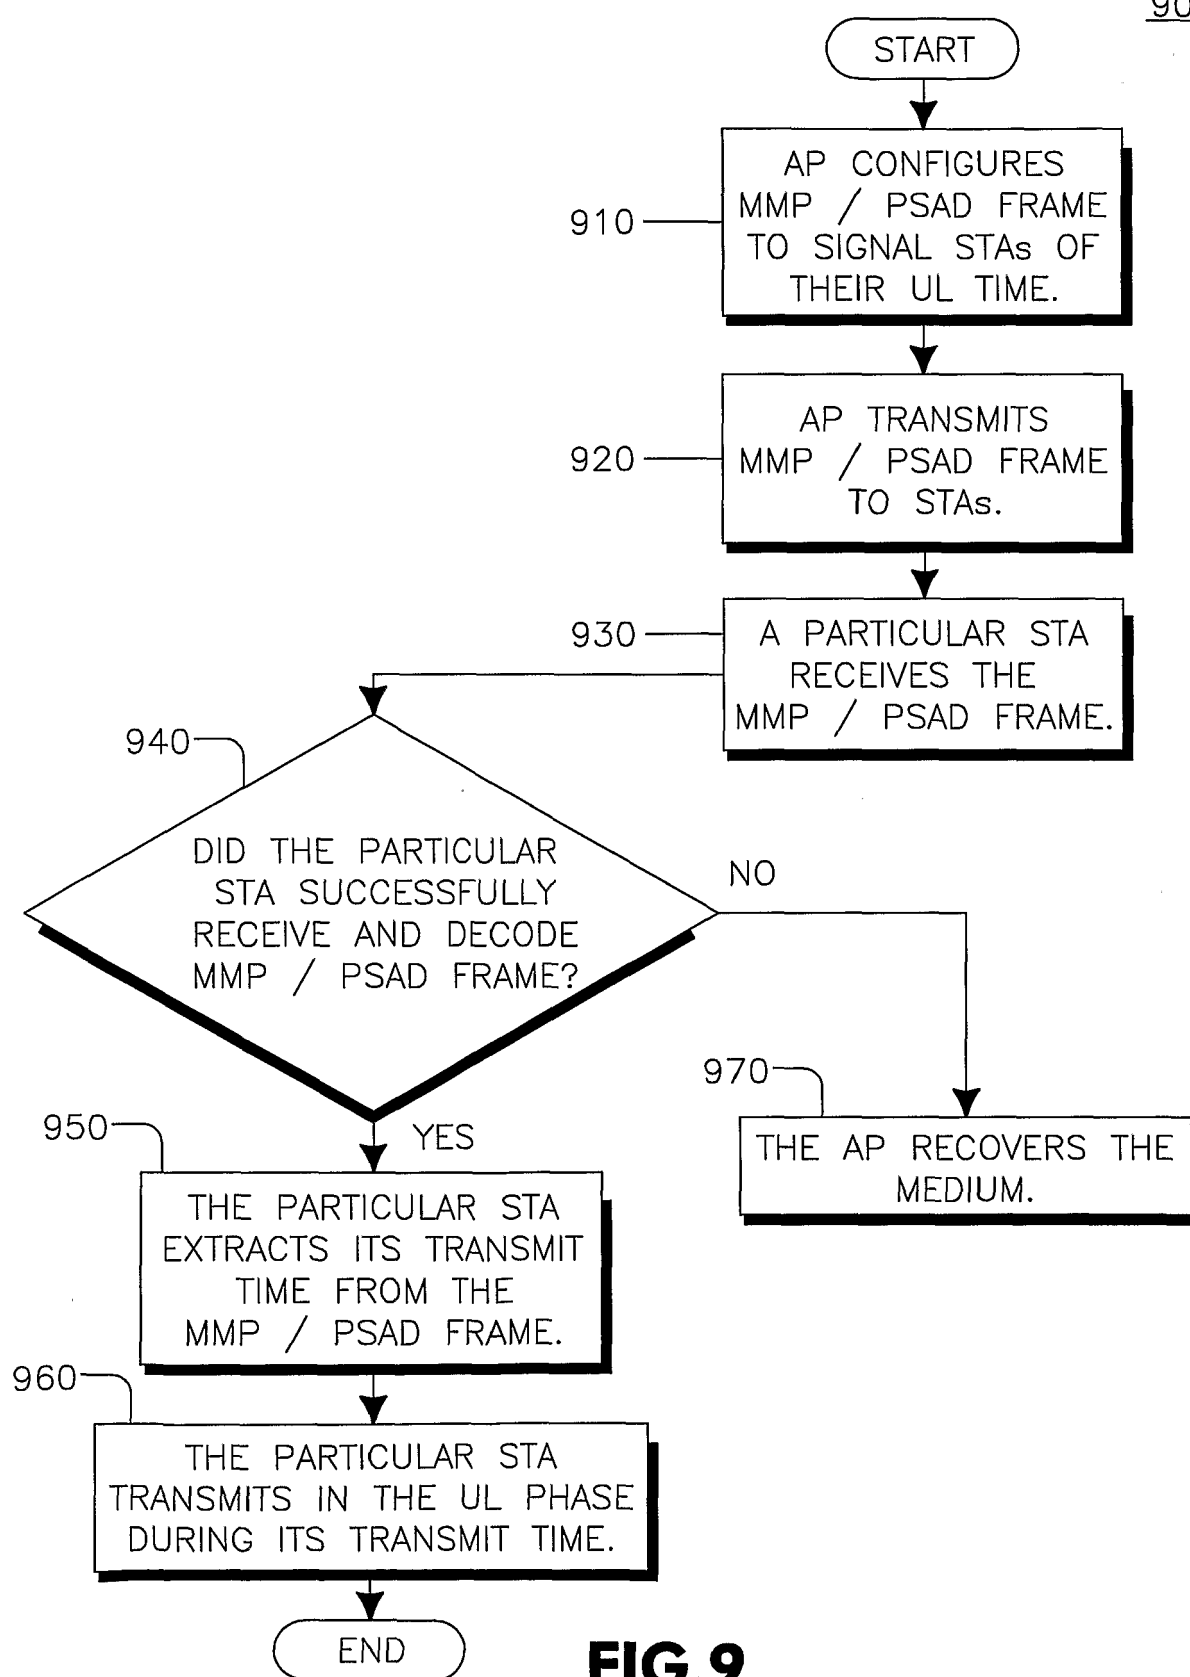 90
START
AP CONFIGURES
MMP / PSAD FRAME
TO SIGNAL STAs OF
THEIR UL TIME.
910
AP TRANSMITS
MMP / PSAD FRAME
TO STAs.
920
930
A PARTICULAR STA
RECEIVES THE
MMP / PSAD FRAME.
940
DID THE PARTICULAR
STA SUCCESSFULLY
RECEIVE AND DECODE
MMP / PSAD FRAME?
NO
970
THE AP RECOVERS THE
MEDIUM.
950
YES
THE PARTICULAR STA
EXTRACTS ITS TRANSMIT
TIME FROM THE
MMP / PSAD FRAME.
960
THE PARTICULAR STA
TRANSMITS IN THE UL PHASE
DURING ITS TRANSMIT TIME.
END
FIG.9